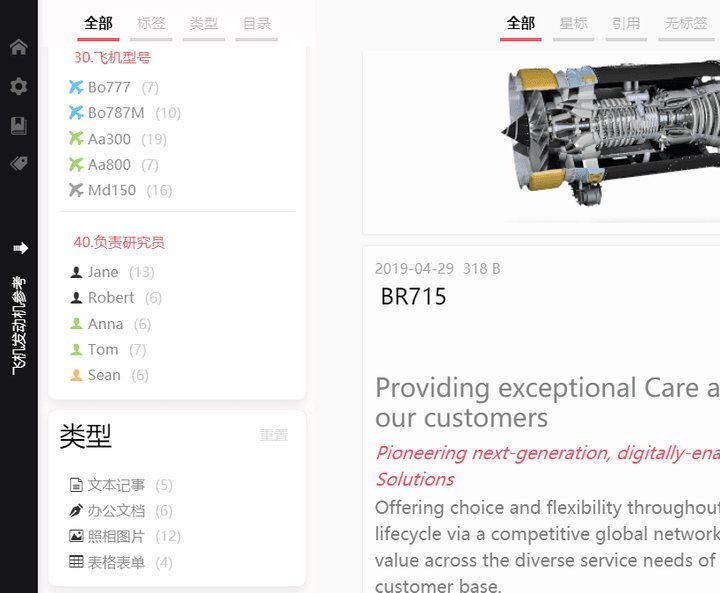 全部 标签 类型 目录
30.飞机型号
Bo777 (7)
Bo787M (10)
Aa300 (19)
Aa800 (7)
Md150 (16)
40.负责研究员
Jane (13)
Robert (6)
Anna (6)
Tom (7)
Sean (6)
类型 重置
文本记事 (5)
办公文档 (6)
照相图片 (12)
表格表单 (4)
飞机发动机参考
全部 星标 引用 无标签
2019-04-29 318 B
BR715
Providing exceptional Care a
our customers
Pioneering next-generation, digitally-ena
Solutions
Offering choice and flexibility throughout
lifecycle via a competitive global network
value across the diverse service needs of
customer base.